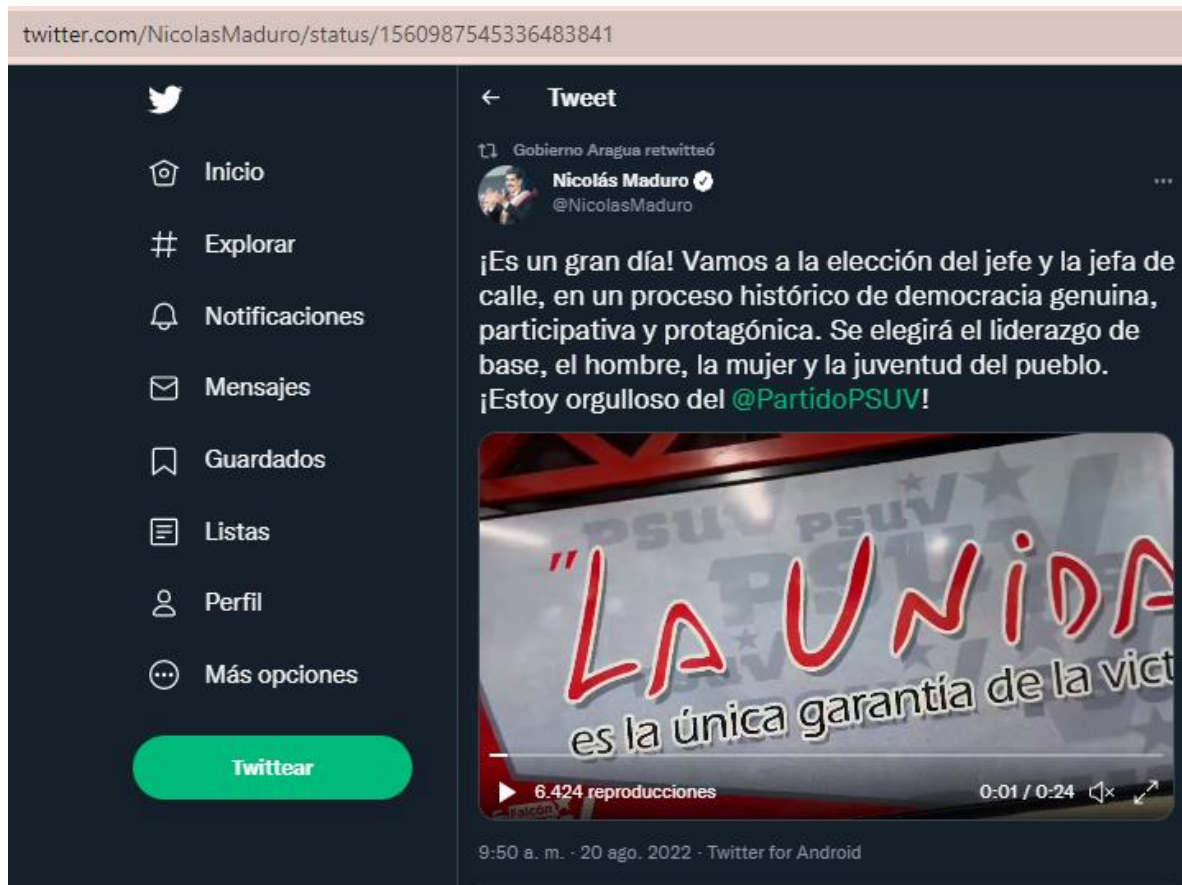 twitter.com/NicolasMaduro/status/1560987545336483841
Inicio
Explorar
Notificaciones
Mensajes
Guardados
Listas
Perfil
Más opciones
Twittear
Tweet
Gobierno Aragua retwitteó
Nicolás Maduro
@NicolasMaduro
¡Es un gran día! Vamos a la elección del jefe y la jefa de
calle, en un proceso histórico de democracia genuina,
participativa y protagónica. Se elegirá el liderazgo de
base, el hombre, la mujer y la juventud del pueblo.
¡Estoy orgulloso del @PartidoPSUV!
PSUV PSUV
PSUV
PSUV
"LA UNiDA
es la única garantía de la vict
6.424 reproducciones
0:01 / 0:24
Falcón
9:50 a. m. · 20 ago. 2022 · Twitter for Android